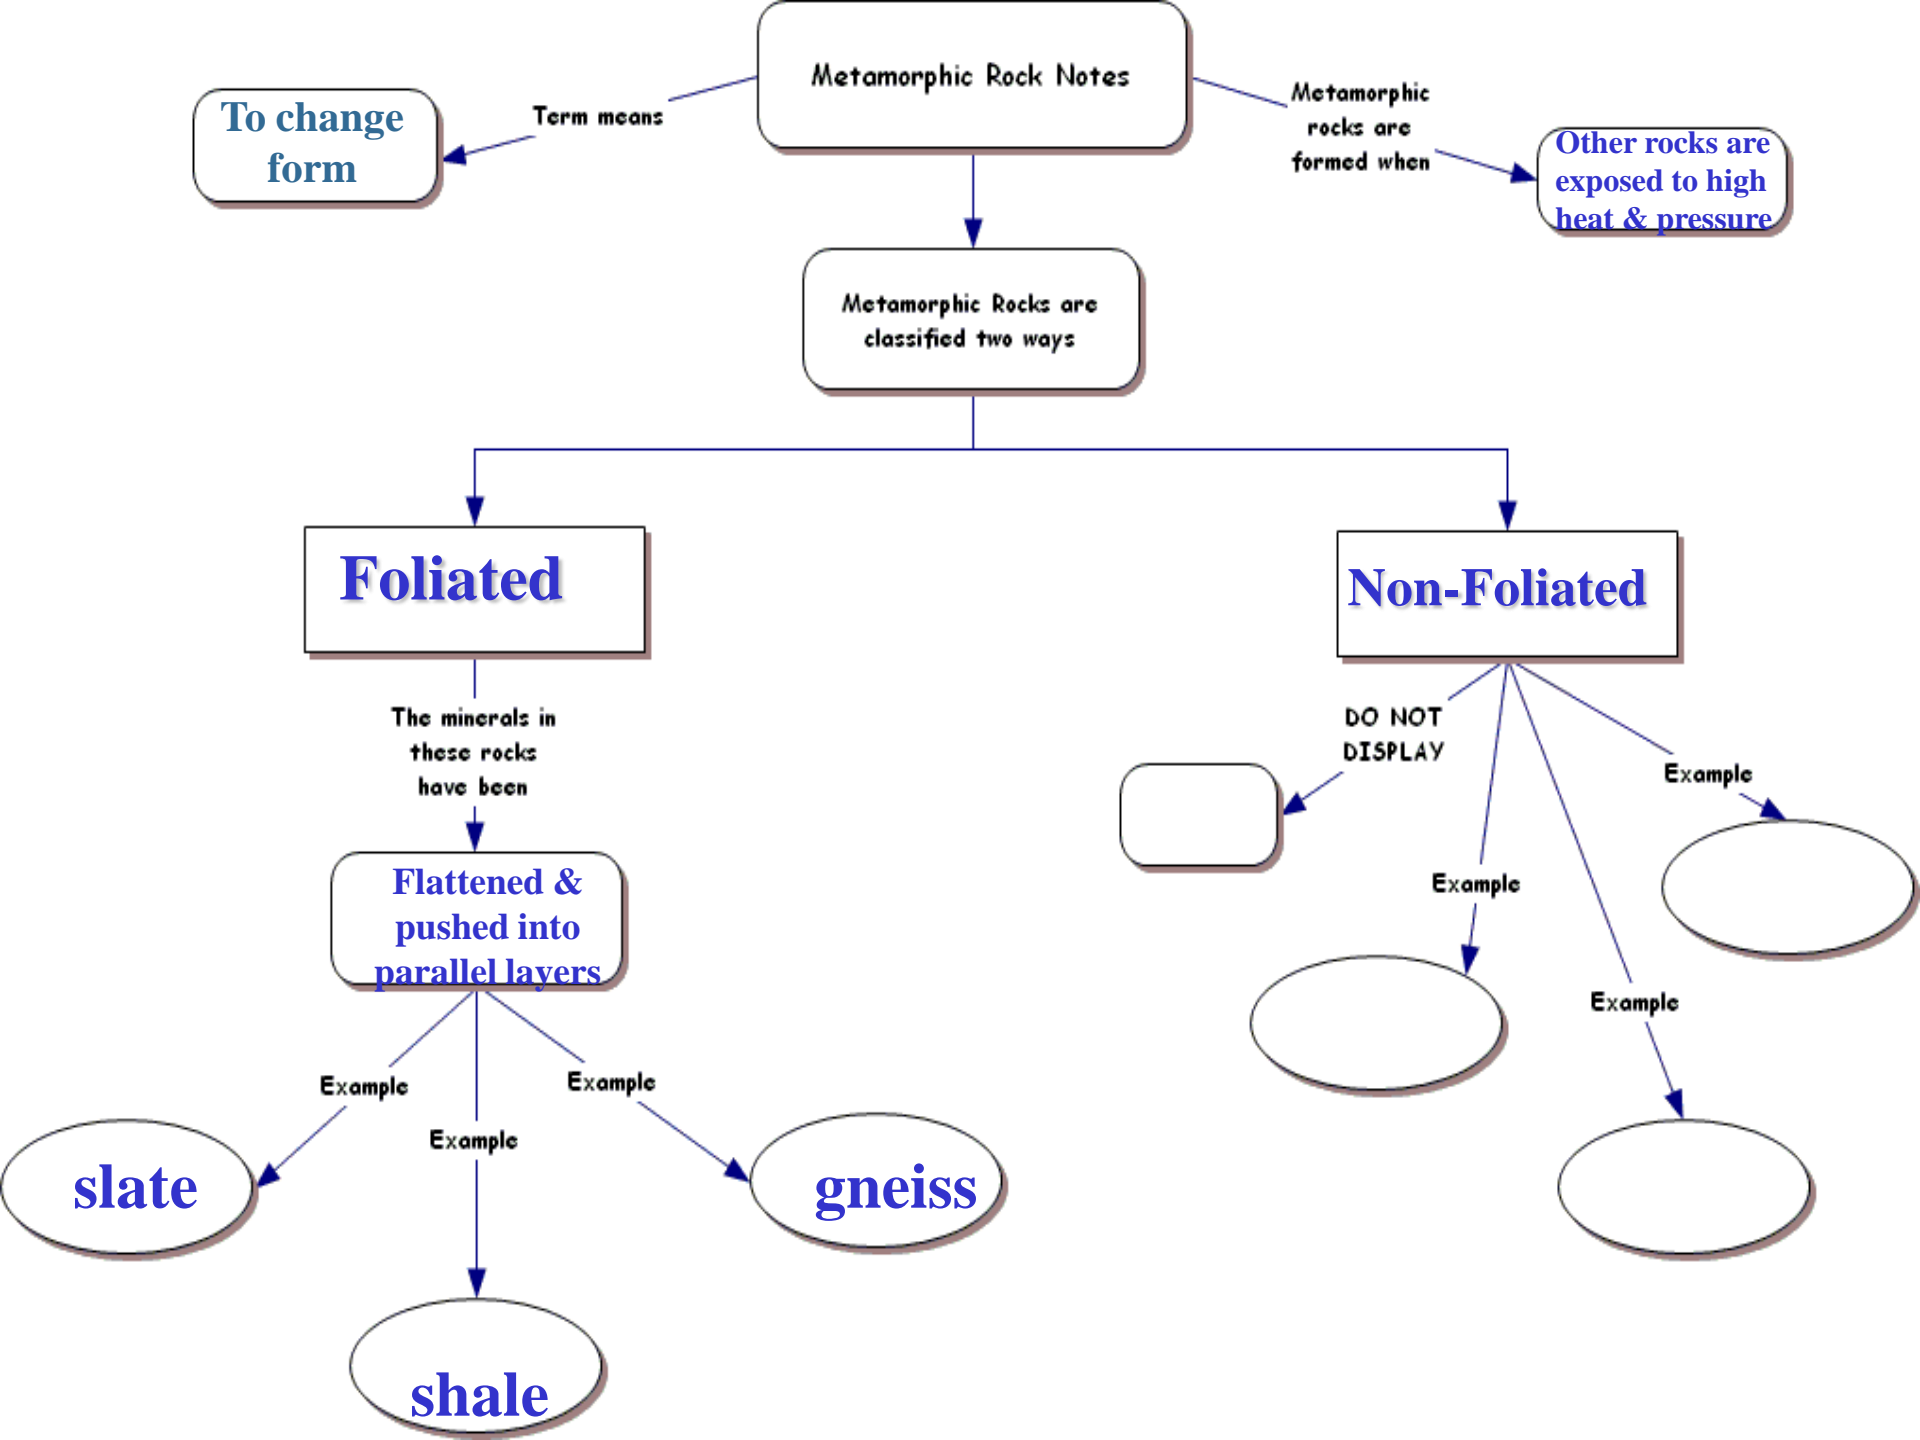 Metamorphic Rock Notes
Term means
To change
form
Metamorphic
rocks are
formed when
Other rocks are
exposed to high
heat & pressure
Metamorphic Rocks are
classified two ways
Foliated
Non-Foliated
The minerals in
these rocks
have been
DO NOT
DISPLAY
Example
Flattened &
pushed into
parallel layers
Example
Example
Example
Example
Example
slate
gneiss
shale